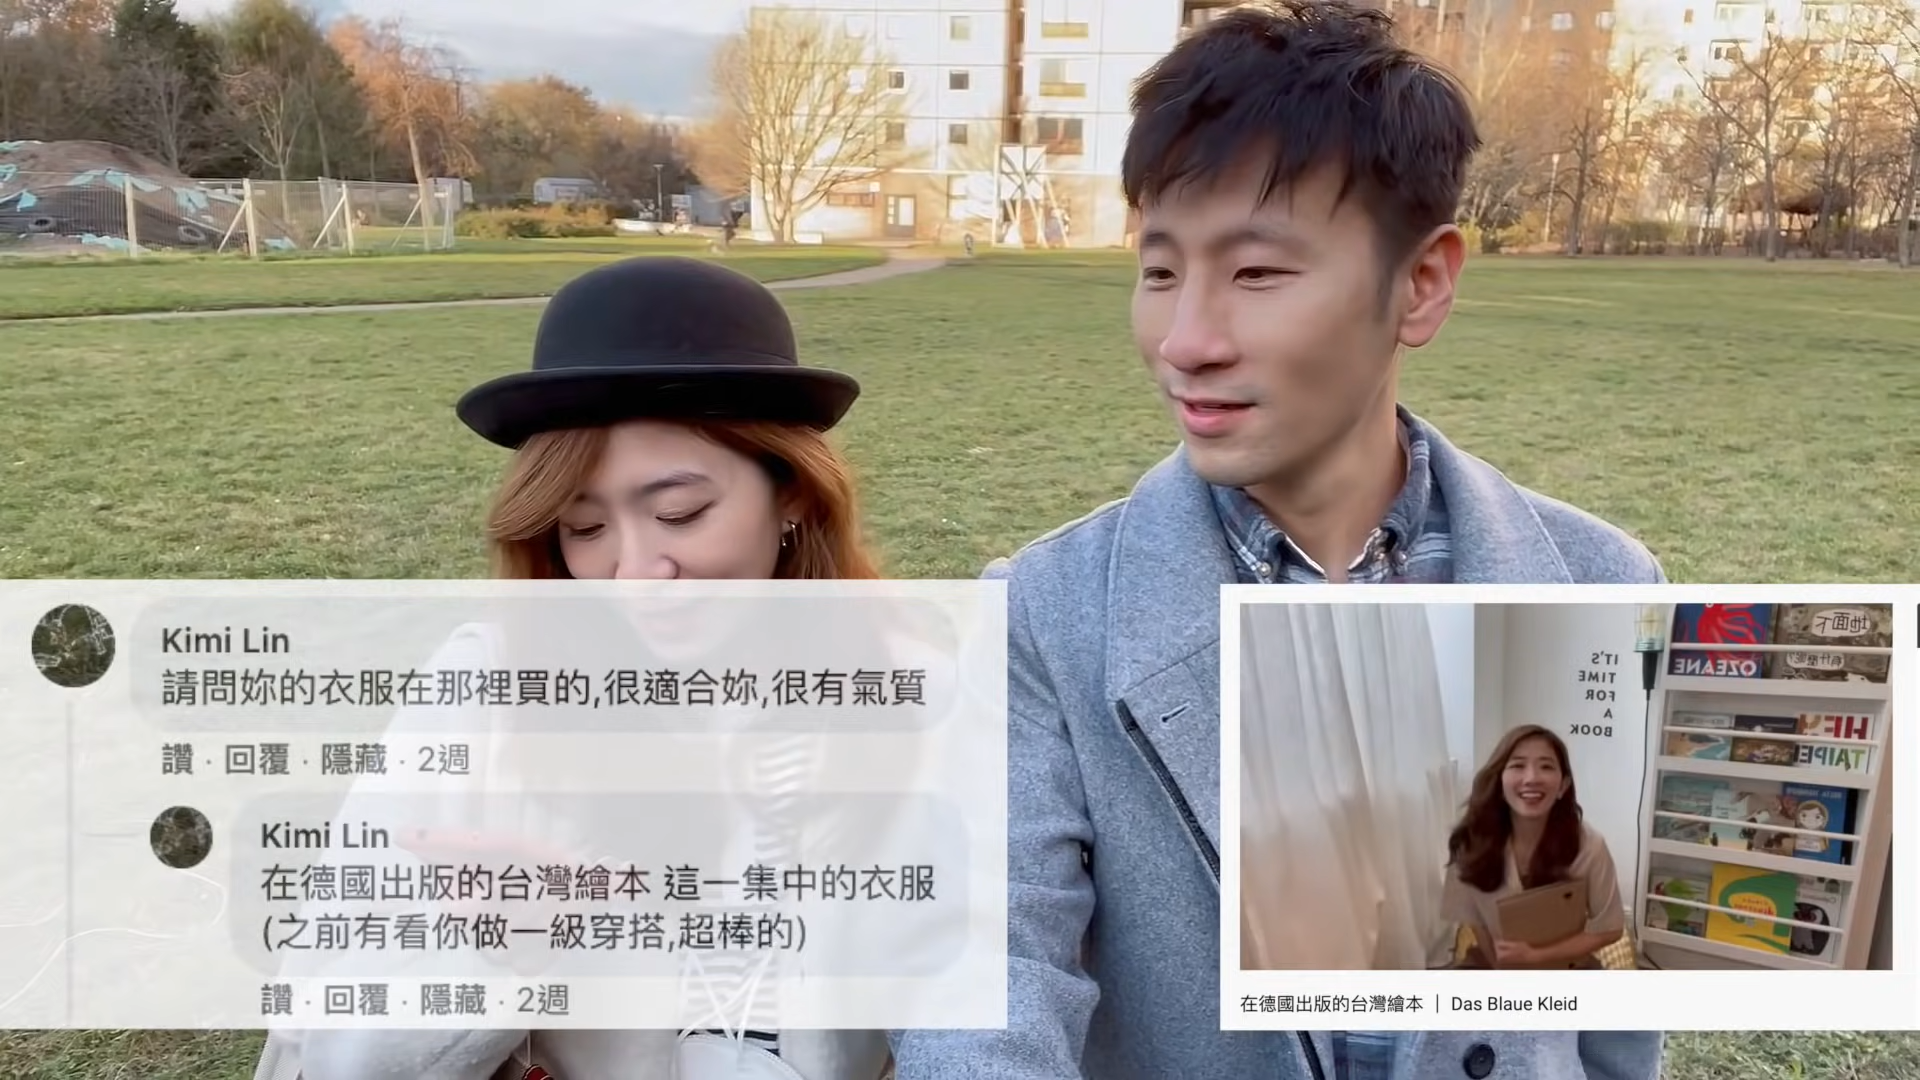 Kimi Lin
請問妳的衣服在那裡買的,很適合妳,很有氣質
讚 · 回覆 · 隱藏 · 2週
Kimi Lin
在德國出版的台灣繪本 這一集中的衣服
(之前有看你做一級穿搭,超棒的)
讚 · 回覆 · 隱藏 · 2週
IT'S
TIME
FOR
A
BOOK
地面下
有什麼呢?
OZEANE
TAIPEI
在德國出版的台灣繪本 | Das Blaue Kleid